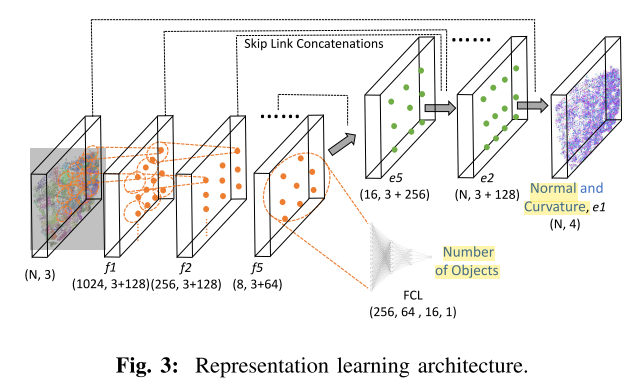 Skip Link Concatenations
e5
(16, 3 + 256)
e2
(N, 3 + 128)
Normal and
Curvature, e1
(N, 4)
(N, 3)
f1
(1024, 3+128)
f2
(256, 3+128)
f5
(8, 3+64)
Number
of Objects
FCL
(256, 64 , 16, 1)
Fig. 3: Representation learning architecture.